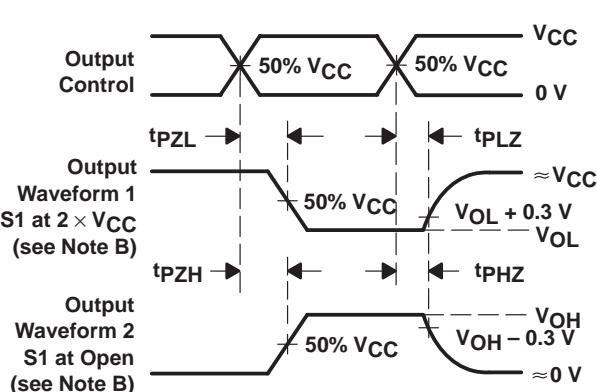 VCC
Output
Control
50% VCC
50% VCC
0 V
tPZL
tPLZ
Output
Waveform 1
S1 at 2 × VCC
(see Note B)
50% VCC
≈VCC
VOL + 0.3 V
VOL
tPZH
tPHZ
Output
Waveform 2
S1 at Open
(see Note B)
50% VCC
VOH
VOH − 0.3 V
≈0 V